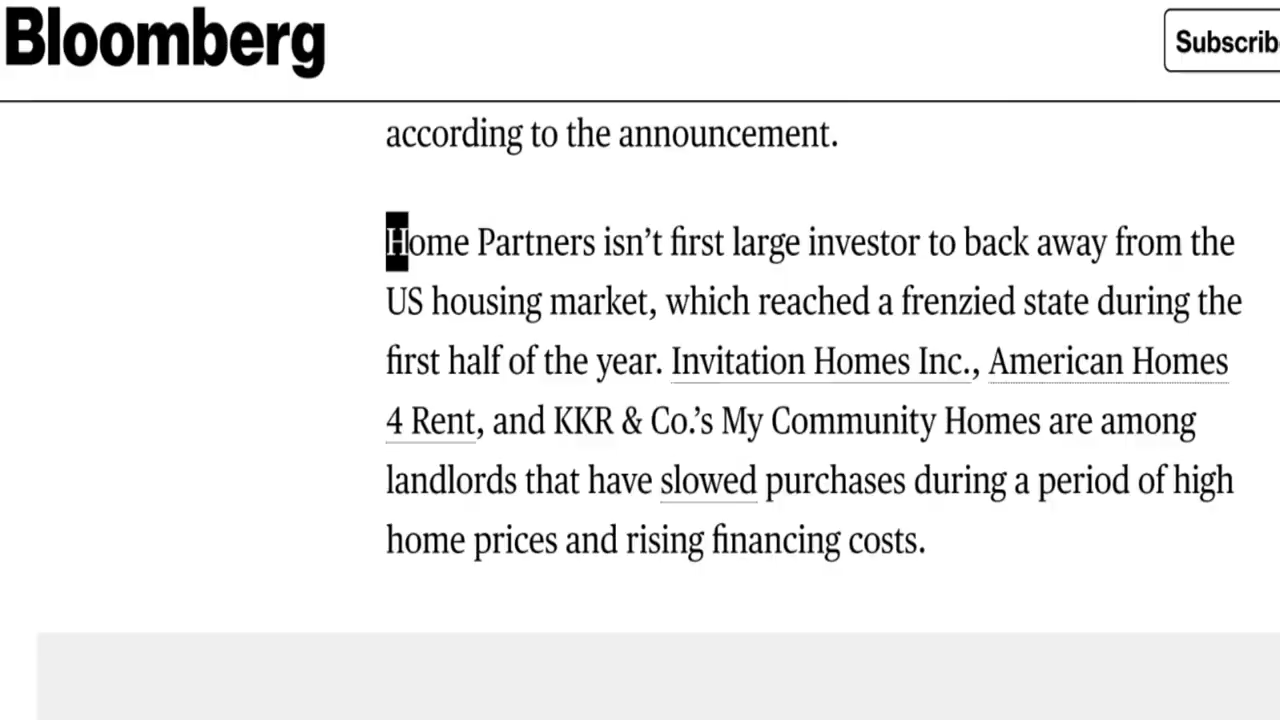 Bloomberg
Subscrib
according to the announcement.
Home Partners isn’t first large investor to back away from the
US housing market, which reached a frenzied state during the
first half of the year. Invitation Homes Inc., American Homes
4 Rent, and KKR & Co.’s My Community Homes are among
landlords that have slowed purchases during a period of high
home prices and rising financing costs.